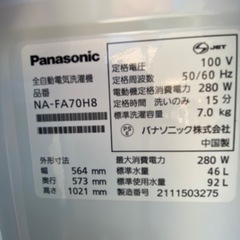 Panasonic
全自動電気洗濯機
品番
NA-FA70H8
JET
定格電圧 100 V
定格周波数 50/60 Hz
電動機定格消費電力 280 W
定格時間 洗いのみ 15分
標準洗濯容量 7.0 kg
PS E
パナソニック株式会社
中国製
外形寸法
幅 564 mm
奥行 573 mm
高さ 1021 mm
最大消費電力 280 W
標準水量 46 L
標準使用水量 92 L
製造番号 2111503275